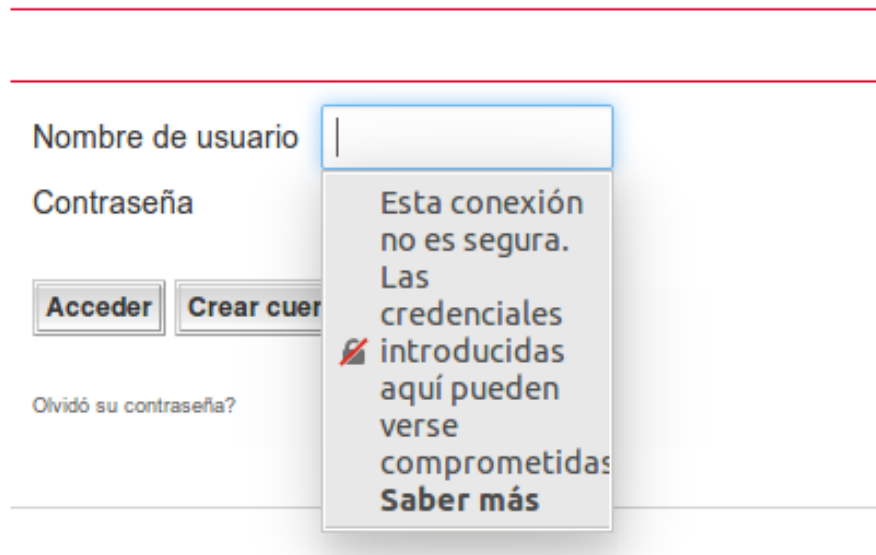 Nombre de usuario
Contraseña
Esta conexión
no es segura.
Las
credenciales
introducidas
aquí pueden
verse
comprometidas
Saber más
Acceder
Crear cuen
Olvidó su contraseña?